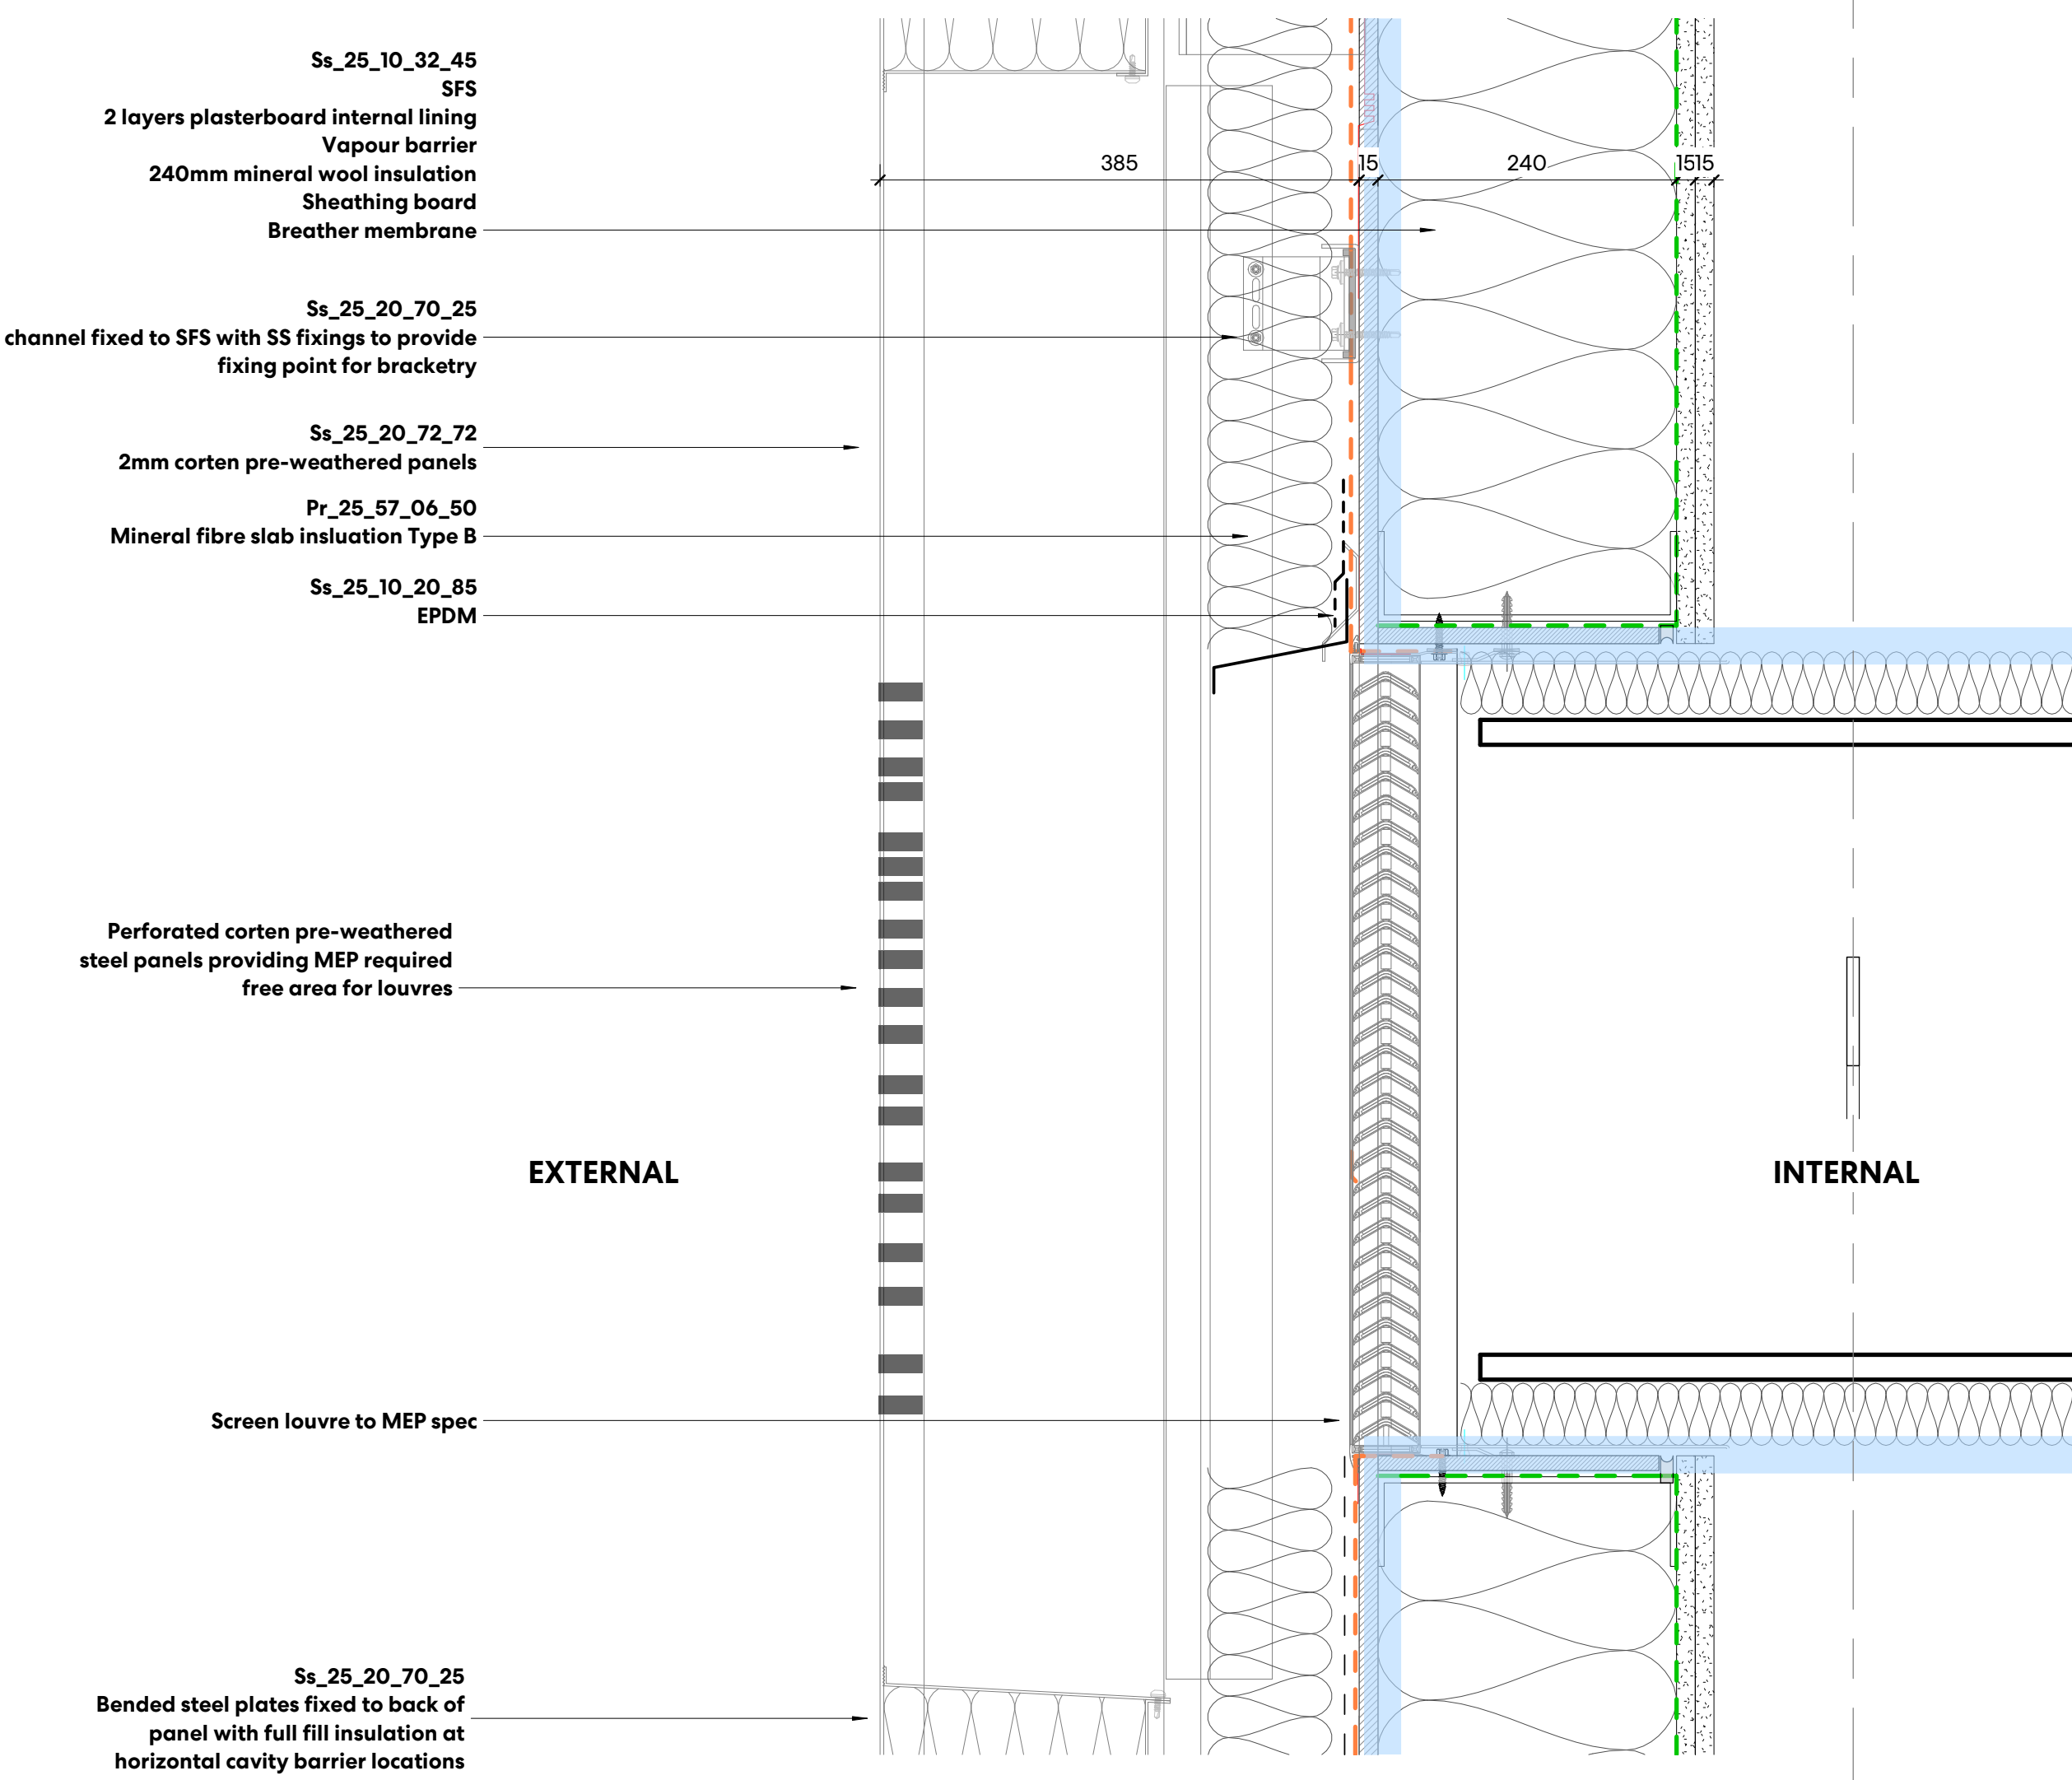 Ss_25_10_32_45
SFS
2 layers plasterboard internal lining
Vapour barrier
240mm mineral wool insulation
Sheathing board
Breather membrane
385
15
240
15
15
Ss_25_20_70_25
channel fixed to SFS with SS fixings to provide
fixing point for bracketry
Ss_25_20_72_72
2mm corten pre-weathered panels
Pr_25_57_06_50
Mineral fibre slab insluation Type B
Ss_25_10_20_85
EPDM
Perforated corten pre-weathered
steel panels providing MEP required
free area for louvres
EXTERNAL
INTERNAL
Screen louvre to MEP spec
Ss_25_20_70_25
Bended steel plates fixed to back of
panel with full fill insulation at
horizontal cavity barrier locations